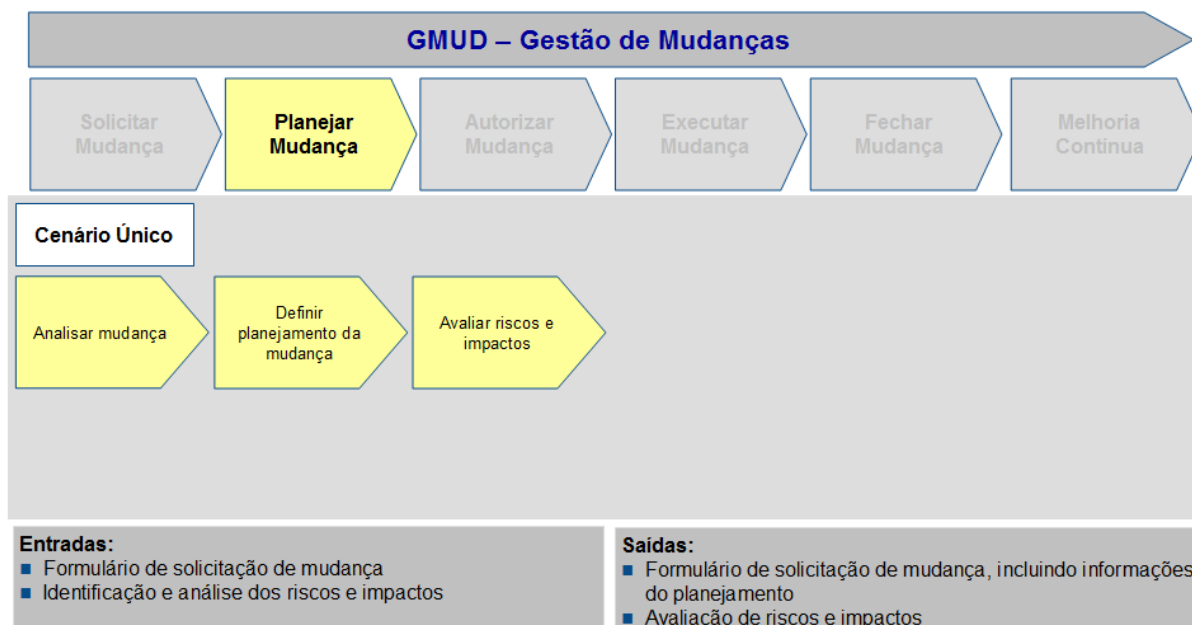 GMUD – Gestão de Mudanças
Solicitar
Mudança
Planejar
Mudança
Autorizar
Mudança
Executar
Mudança
Fechar
Mudança
Melhoria
Contínua
Cenário Único
Analisar mudança
Definir
planejamento da
mudança
Avaliar riscos e
impactos
Entradas:
■ Formulário de solicitação de mudança
■ Identificação e análise dos riscos e impactos
Saídas:
■ Formulário de solicitação de mudança, incluindo informações
do planejamento
■ Avaliação de riscos e impactos